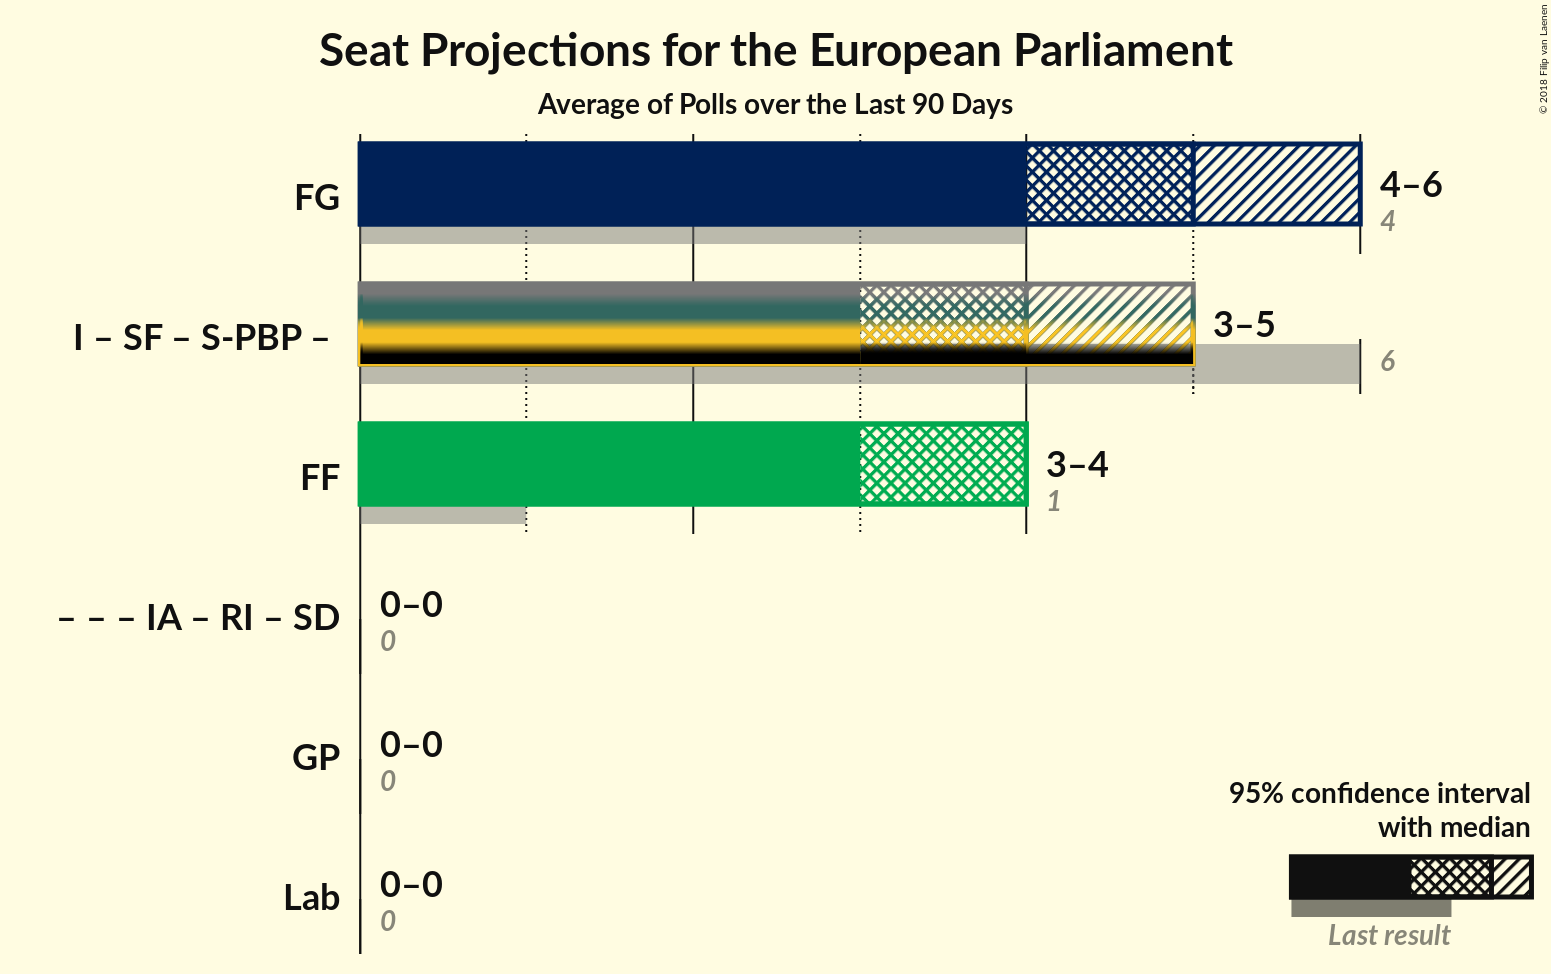 Seat Projections for the European Parliament
Average of Polls over the Last 90 Days
© 2018 Filip van Laenen
FG
4–6
4
I – SF – S-PBP –
3–5
6
FF
3–4
1
– – – IA – RI – SD
0–0
0
GP
0–0
0
Lab
0–0
0
95% confidence interval
with median
Last result